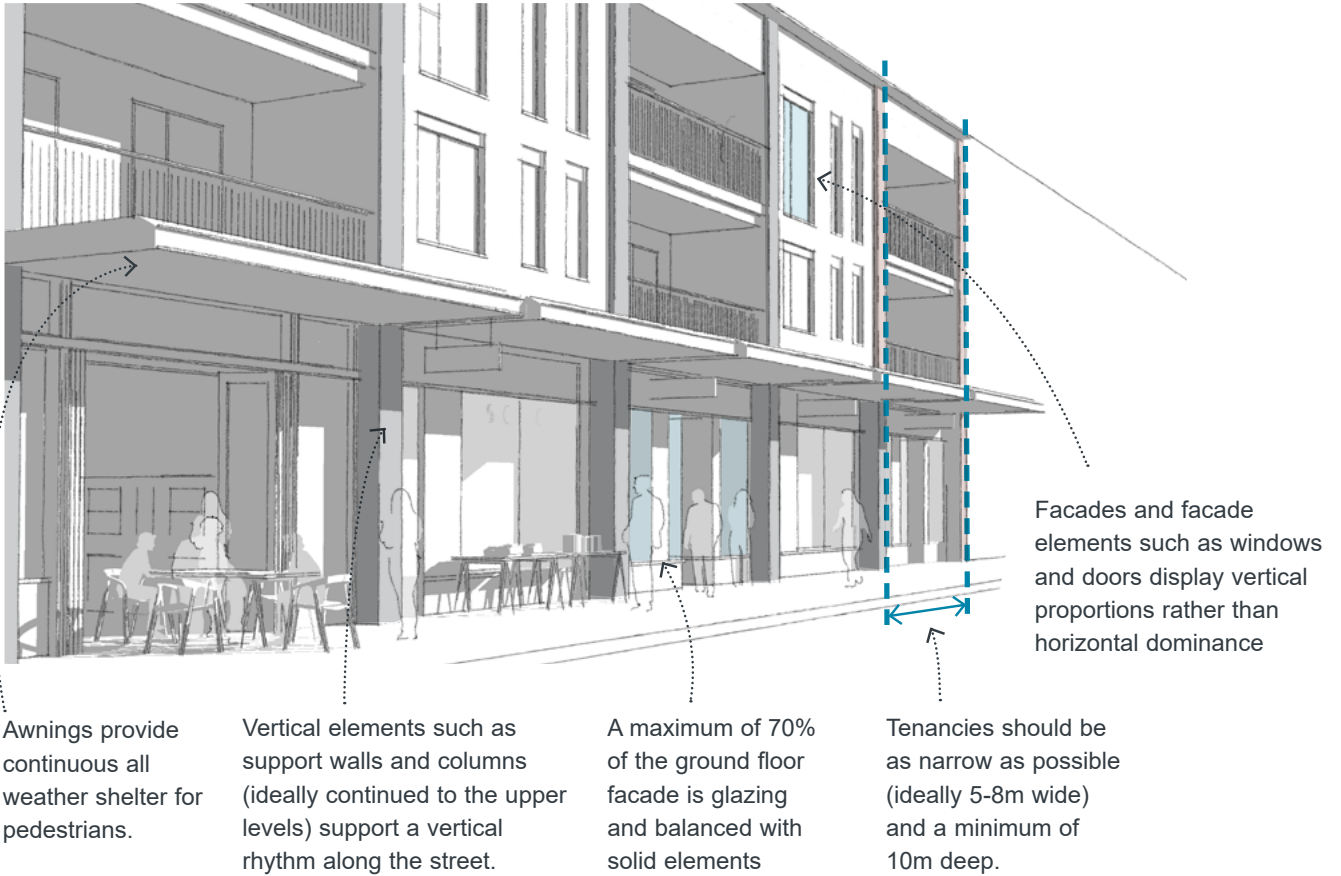 Facades and facade
elements such as windows
and doors display vertical
proportions rather than
horizontal dominance
Awnings provide
continuous all
weather shelter for
pedestrians.
Vertical elements such as
support walls and columns
(ideally continued to the upper
levels) support a vertical
rhythm along the street.
A maximum of 70%
of the ground floor
facade is glazing
and balanced with
solid elements
Tenancies should be
as narrow as possible
(ideally 5-8m wide)
and a minimum of
10m deep.